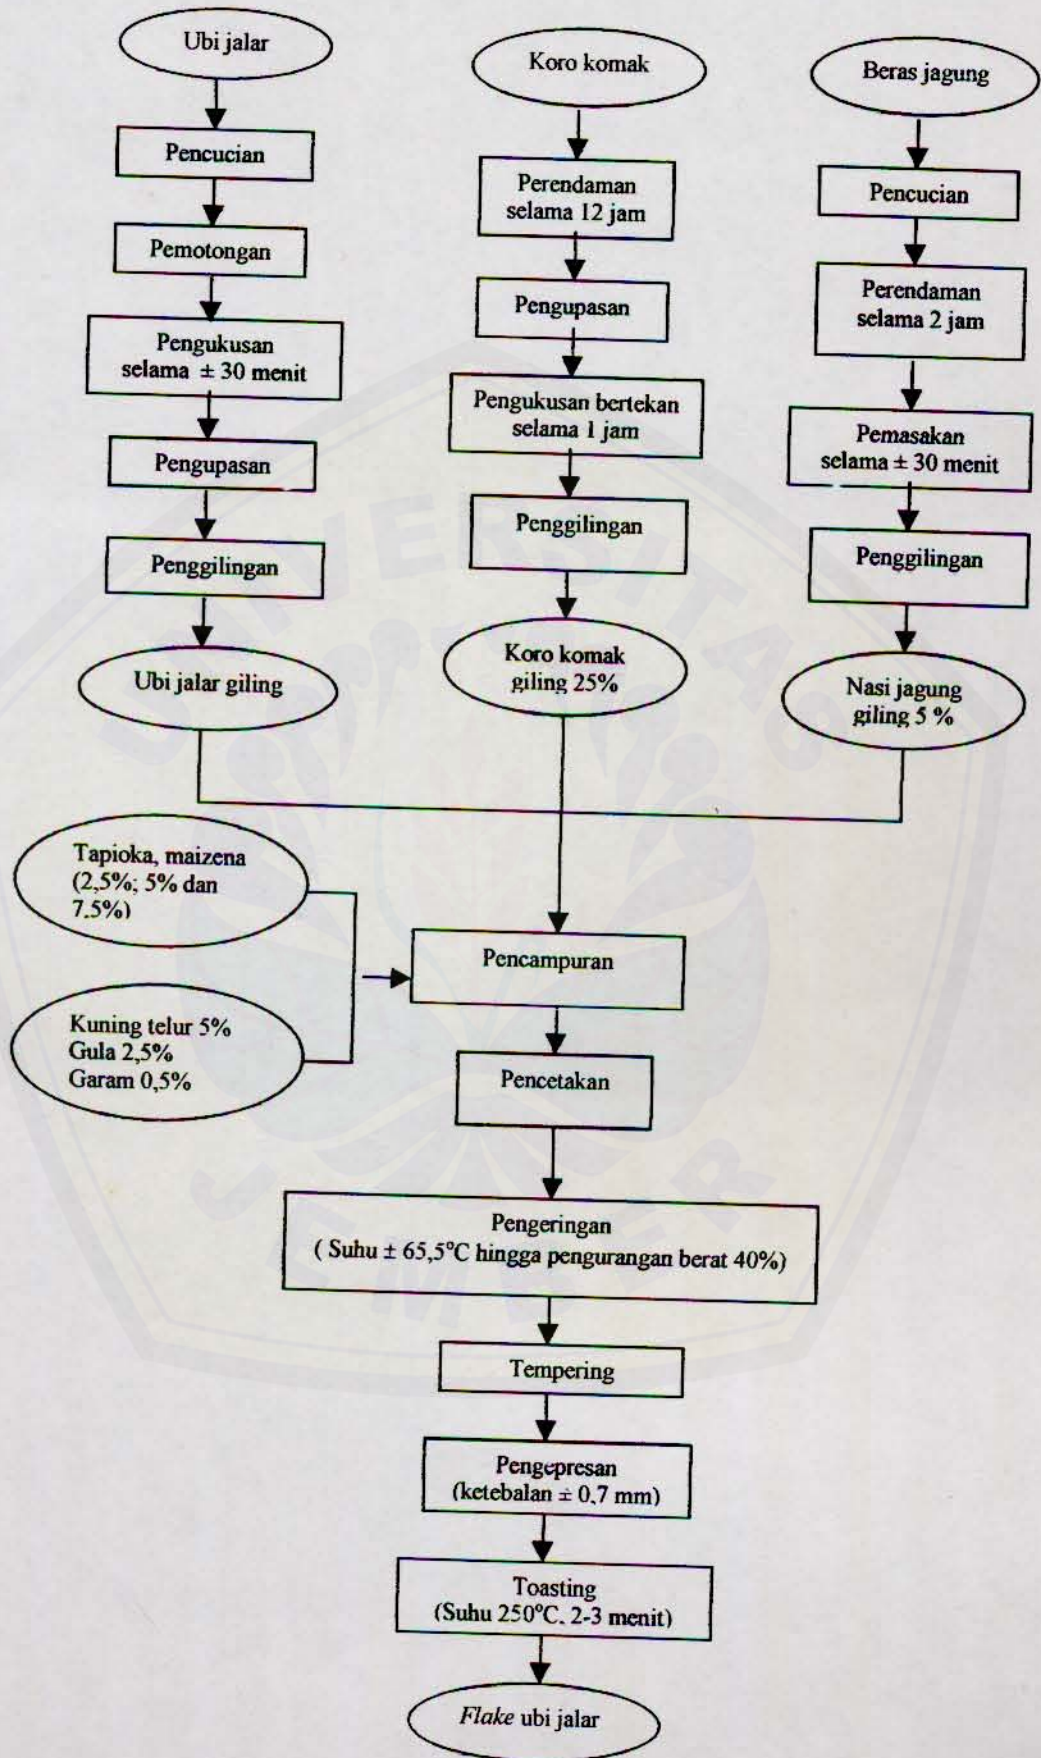 Ubi jalar
Pencucian
Pemotongan
Pengukusan
selama ± 30 menit
Pengupasan
Penggilingan
Ubi jalar giling
Koro komak
Perendaman
selama 12 jam
Pengupasan
Pengukusan bertekan
selama 1 jam
Penggilingan
Koro komak
giling 25%
Beras jagung
Pencucian
Perendaman
selama 2 jam
Pemasakan
selama ± 30 menit
Penggilingan
Nasi jagung
giling 5 %
Tapioka, maizena
(2,5%; 5% dan
7.5%)
Kuning telur 5%
Gula 2,5%
Garam 0,5%
Pencampuran
Pencetakan
Pengeringan
( Suhu ± 65,5°C hingga pengurangan berat 40%)
Tempering
Pengepresan
(ketebalan ± 0,7 mm)
Toasting
(Suhu 250°C. 2-3 menit)
Flake ubi jalar
UNIVERSITAS
JEMBER